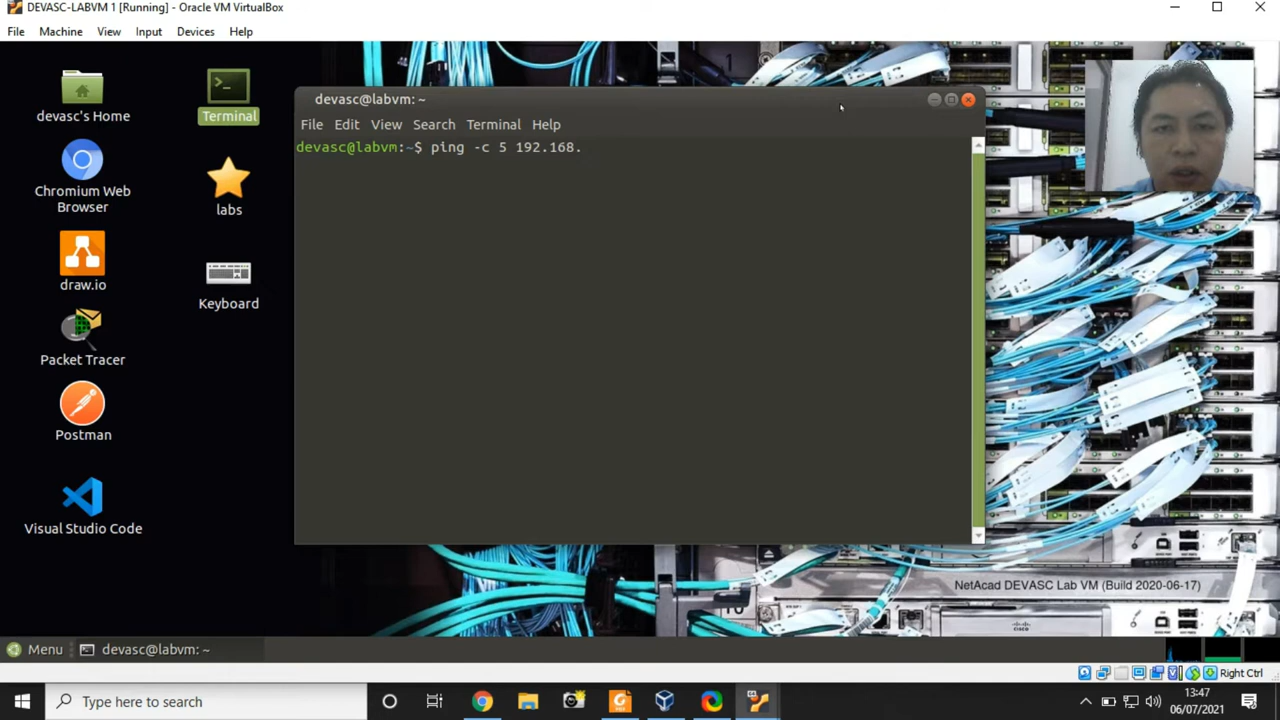 DEVASC-LABVM 1 [Running] - Oracle VM VirtualBox
File Machine View Input Devices Help
devasc's Home
Terminal
Chromium Web
Browser
labs
draw.io
Keyboard
Packet Tracer
Postman
Visual Studio Code
devasc@labvm: ~
File Edit View Search Terminal Help
devasc@labvm:~$ ping -c 5 192.168.
NetAcad DEVASC Lab VM (Build 2020-06-17)
CISCO
Menu devasc@labvm: ~
Right Ctrl
Type here to search
13:47
06/07/2021